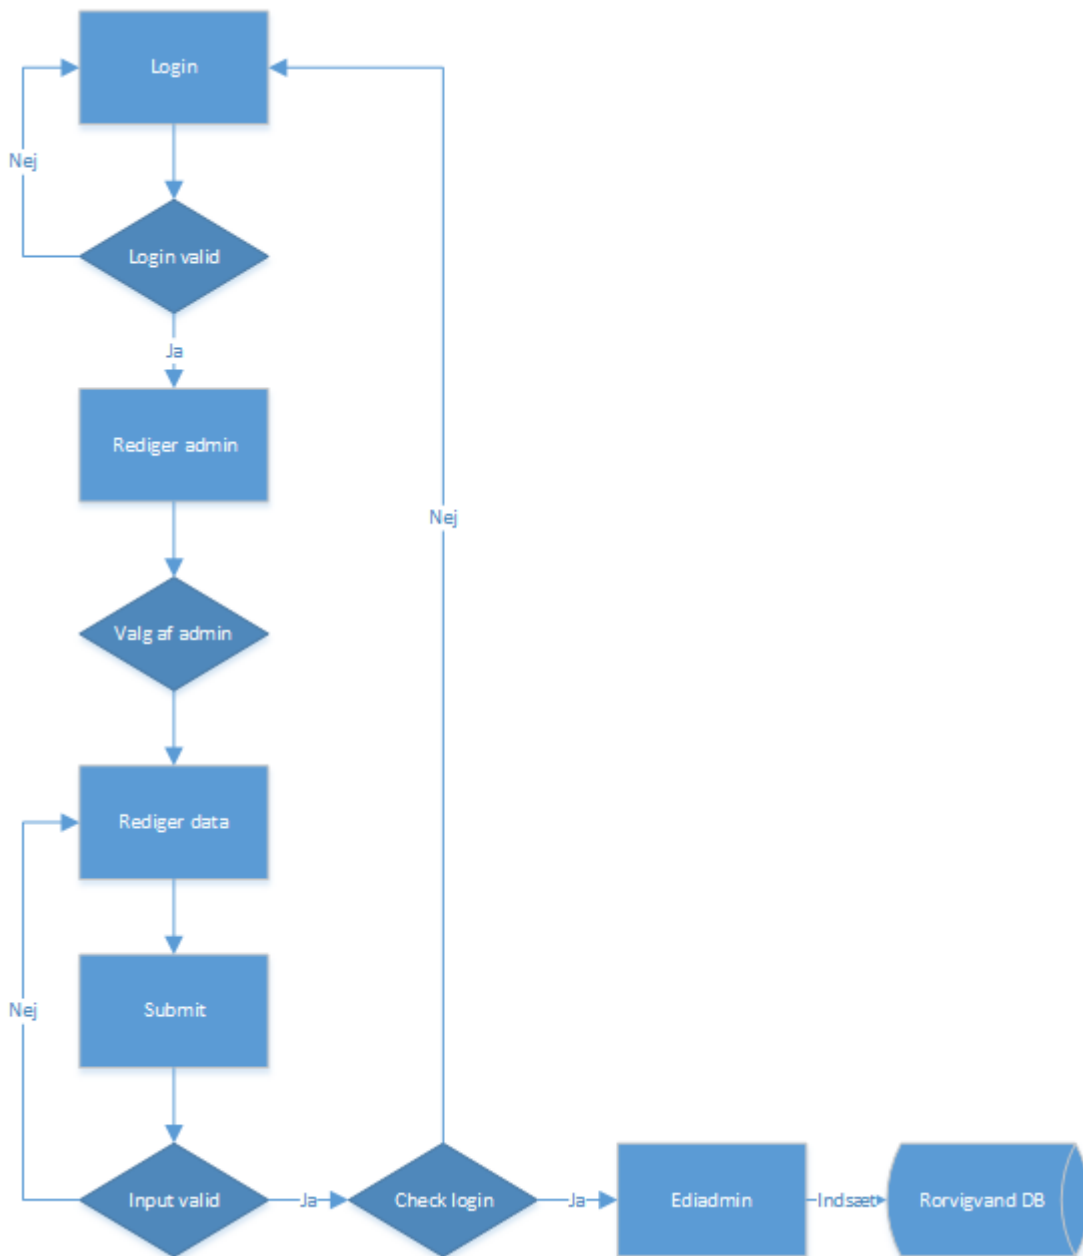 Login
Nej
Login valid
Ja
Rediger admin
Nej
Valg af admin
Rediger data
Nej
Submit
Input valid
Ja
Check login
Ja
Ediadmin
Indsæt
Rorvigvand DB